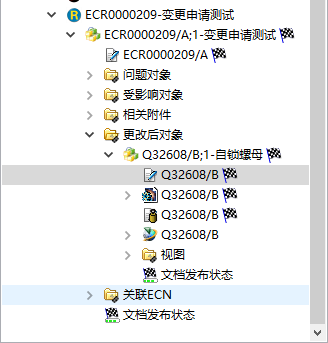 ECR0000209-变更申请测试
ECR0000209/A;1-变更申请测试
ECR0000209/A
问题对象
受影响对象
相关附件
更改后对象
Q32608/B;1-自锁螺母
Q32608/B
Q32608/B
Q32608/B
Q32608/B
视图
文档发布状态
关联ECN
文档发布状态